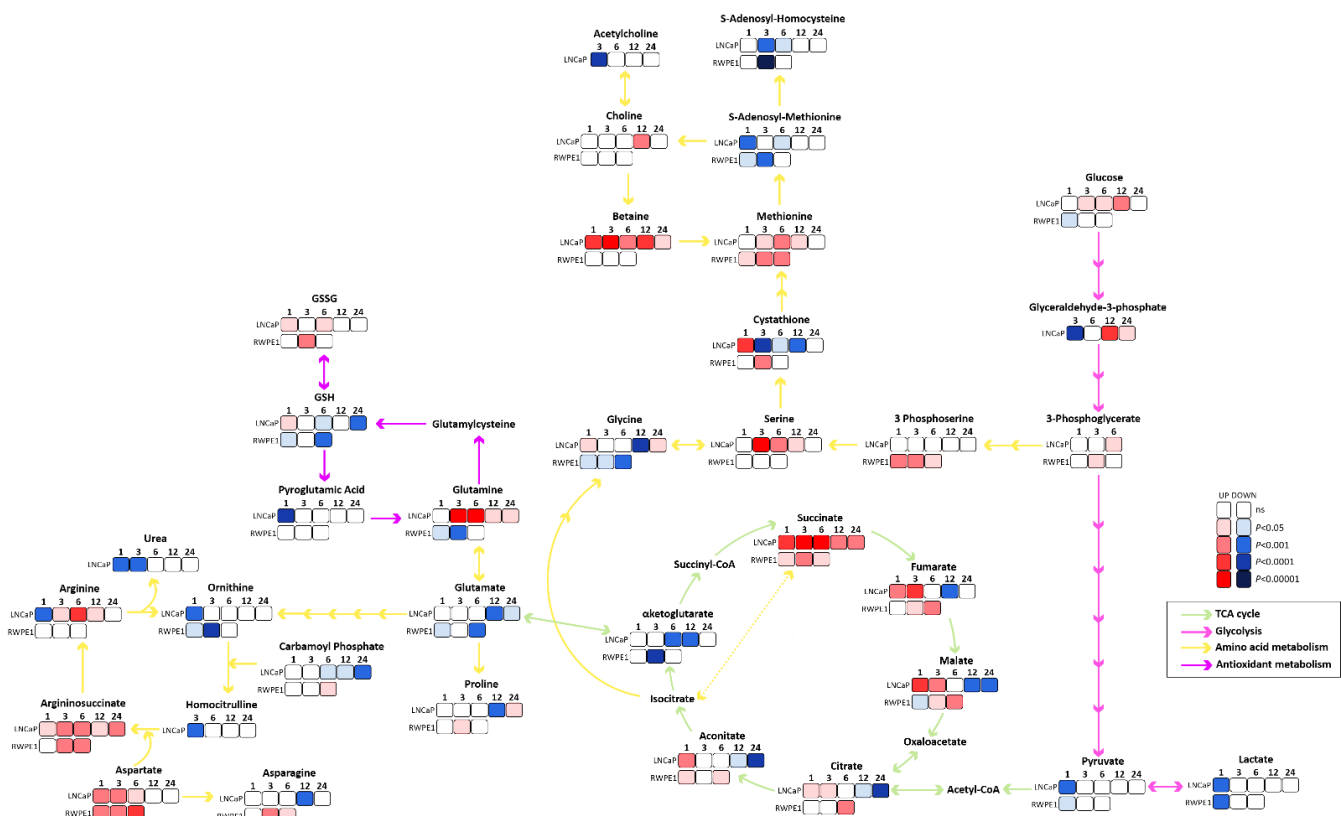 S-Adenosyl-Homocysteine
1 3 6 12 24
LNCaP
RWPE1
Acetylcholine
3 6 12 24
LNCaP
Choline
1 3 6 12 24
LNCaP
RWPE1
S-Adenosyl-Methionine
1 3 6 12 24
LNCaP
RWPE1
Glucose
1 3 6 12 24
LNCaP
RWPE1
Betaine
1 3 6 12 24
LNCaP
RWPE1
Methionine
1 3 6 12 24
LNCaP
RWPE1
GSSG
1 3 6 12 24
LNCaP
RWPE1
Glyceraldehyde-3-phosphate
3 6 12 24
LNCaP
Cystathione
1 3 6 12 24
LNCaP
RWPE1
GSH
1 3 6 12 24
LNCaP
RWPE1
Glutamylcysteine
Glycine
1 3 6 12 24
LNCaP
RWPE1
Serine
1 3 6 12 24
LNCaP
RWPE1
3 Phosphoserine
1 3 6 12 24
LNCaP
RWPE1
3-Phosphoglycerate
1 3 6
LNCaP
RWPE1
Pyroglutamic Acid
1 3 6 12 24
LNCaP
RWPE1
Glutamine
1 3 6 12 24
LNCaP
RWPE1
Succinate
1 3 6 12 24
LNCaP
RWPE1
UP DOWN
ns
P<0.05
P<0.001
P<0.0001
P<0.00001
Urea
1 3 6 12 24
LNCaP
Succinyl-CoA
Fumarate
1 3 6 12 24
LNCaP
RWPE1
Arginine
1 3 6 12 24
LNCaP
RWPE1
Ornithine
1 3 6 12 24
LNCaP
RWPE1
Glutamate
1 3 6 12 24
LNCaP
RWPE1
αketoglutarate
1 3 6 12 24
LNCaP
RWPE1
TCA cycle
Glycolysis
Amino acid metabolism
Antioxidant metabolism
Carbamoyl Phosphate
1 3 6 12 24
LNCaP
RWPE1
Malate
1 3 6 12 24
LNCaP
RWPE1
Proline
1 3 6 12 24
LNCaP
RWPE1
Isocitrate
Argininosuccinate
1 3 6 12 24
LNCaP
RWPE1
Homocitrulline
3 6 12 24
LNCaP
Aconitate
1 3 6 12 24
LNCaP
RWPE1
Oxaloacetate
Aspartate
1 3 6 12 24
LNCaP
RWPE1
Asparagine
1 3 6 12 24
LNCaP
RWPE1
Citrate
1 3 6 12 24
LNCaP
RWPE1
Acetyl-CoA
Pyruvate
1 3 6 12 24
LNCaP
RWPE1
Lactate
1 3 6 12 24
LNCaP
RWPE1